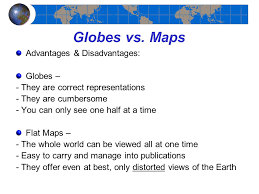 Globes vs. Maps
Advantages & Disadvantages:
Globes –
- They are correct representations
- They are cumbersome
- You can only see one half at a time
Flat Maps –
- The whole world can be viewed all at one time
- Easy to carry and manage into publications
- They offer even at best, only distorted views of the Earth